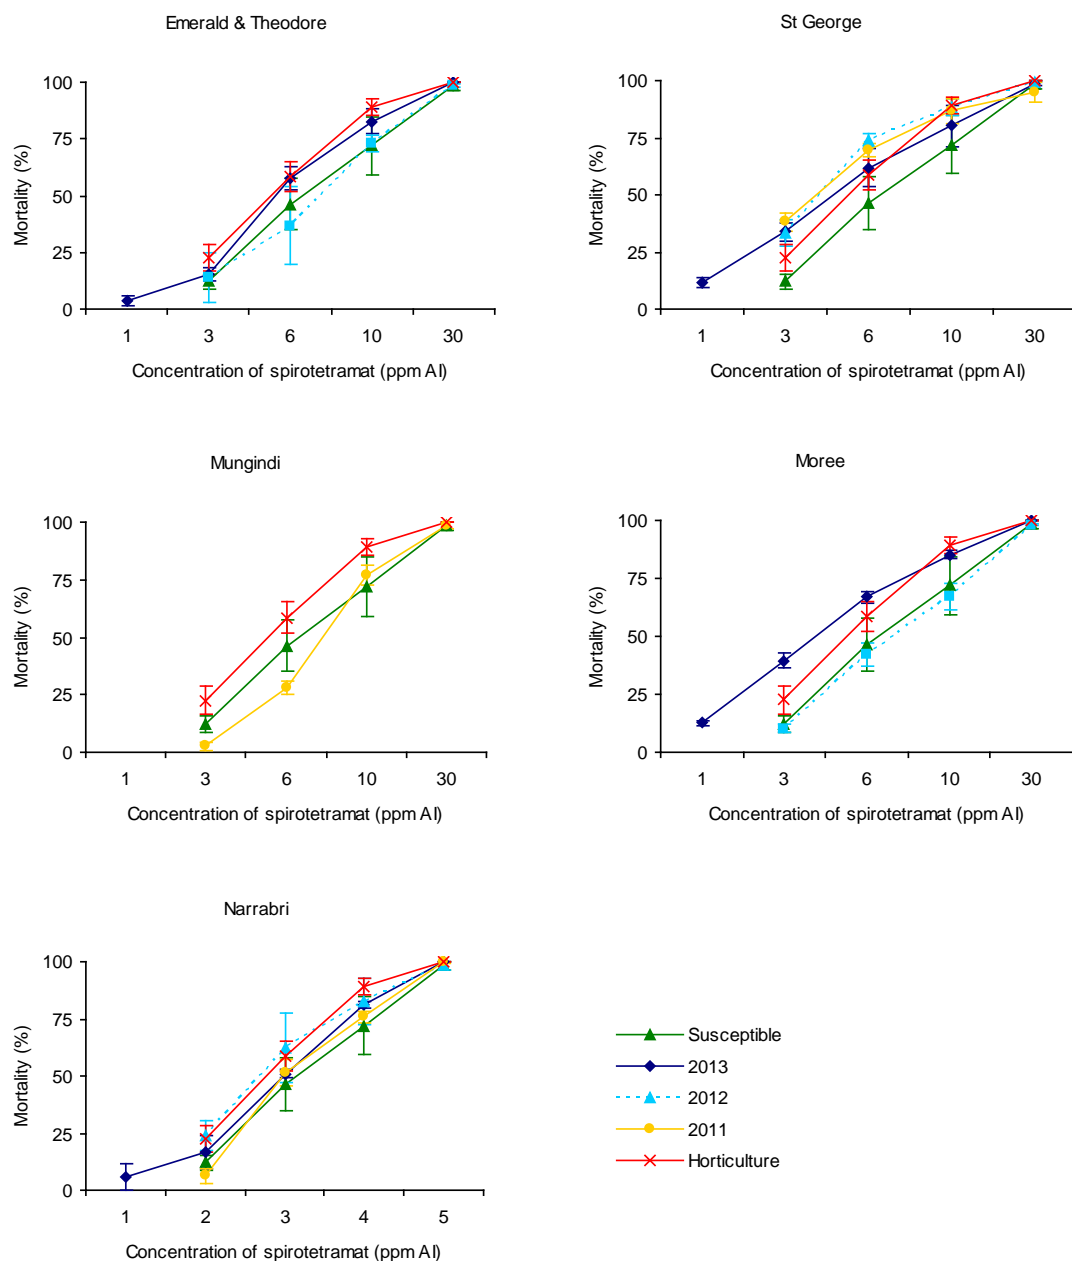 Emerald & Theodore
100
75
50
25
0
Mortality (%)
1 3 6 10 30
Concentration of spirotetramat (ppm AI)
St George
100
75
50
25
0
Mortality (%)
1 3 6 10 30
Concentration of spirotetramat (ppm AI)
Mungindi
100
75
50
25
0
Mortality (%)
1 3 6 10 30
Concentration of spirotetramat (ppm AI)
Moree
100
75
50
25
0
Mortality (%)
1 3 6 10 30
Concentration of spirotetramat (ppm AI)
Narrabri
100
75
50
25
0
Mortality (%)
1 2 3 4 5
Concentration of spirotetramat (ppm AI)
Susceptible
2013
2012
2011
Horticulture